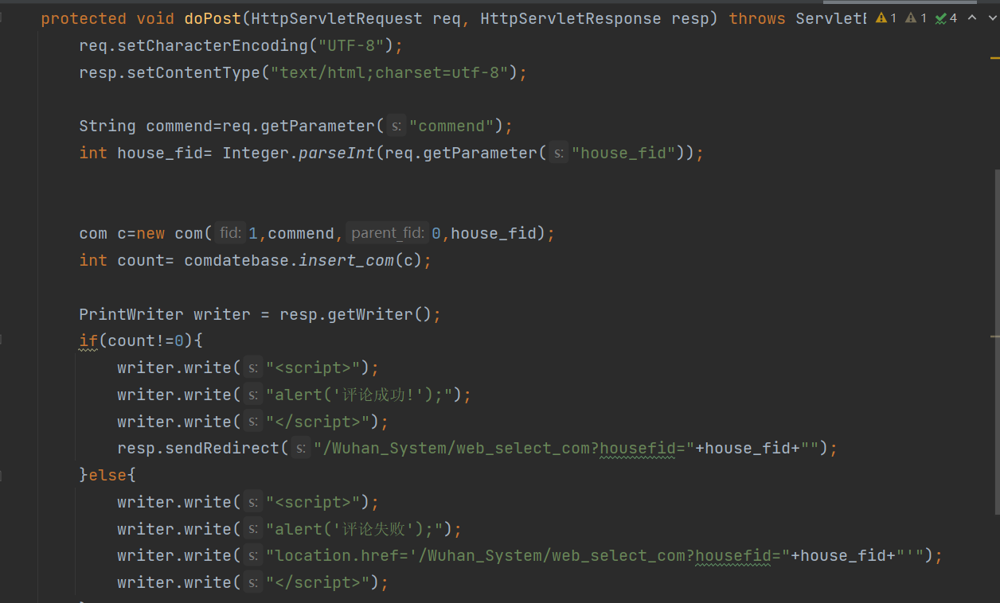 protected void doPost(HttpServletRequest req, HttpServletResponse resp) throws ServletE 1 1 4
req.setCharacterEncoding("UTF-8");
resp.setContentType("text/html;charset=utf-8");
String commend=req.getParameter( s: "commend");
int house_fid= Integer.parseInt(req.getParameter( s: "house_fid"));
com c=new com( fid: 1,commend, parent_fid: 0,house_fid);
int count= comdatebase.insert_com(c);
PrintWriter writer = resp.getWriter();
if(count!=0){
writer.write( s: "<script>");
writer.write( s: "alert('评论成功!');");
writer.write( s: "</script>");
resp.sendRedirect( s: "/Wuhan_System/web_select_com?housefid="+house_fid+"");
}else{
writer.write( s: "<script>");
writer.write( s: "alert('评论失败');");
writer.write( s: "location.href='/Wuhan_System/web_select_com?housefid="+house_fid+"'");
writer.write( s: "</script>");